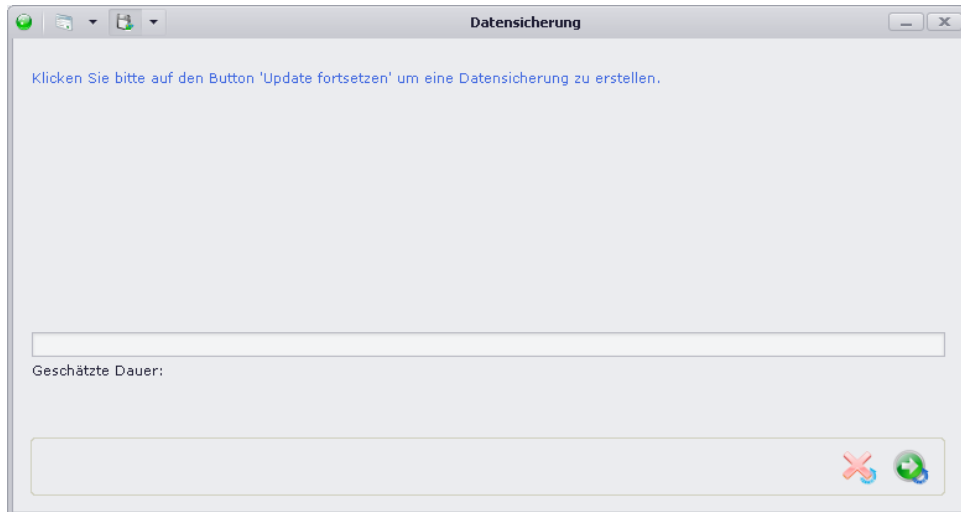 Datensicherung
Klicken Sie bitte auf den Button 'Update fortsetzen' um eine Datensicherung zu erstellen.
Geschätzte Dauer: